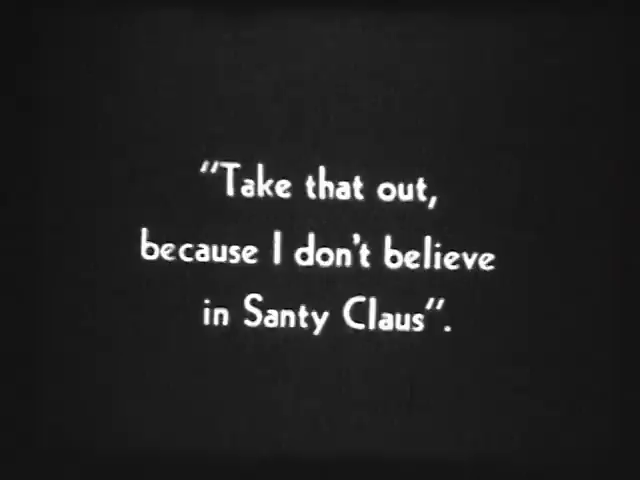 “Take that out,
because I don't believe
in Santy Claus”.